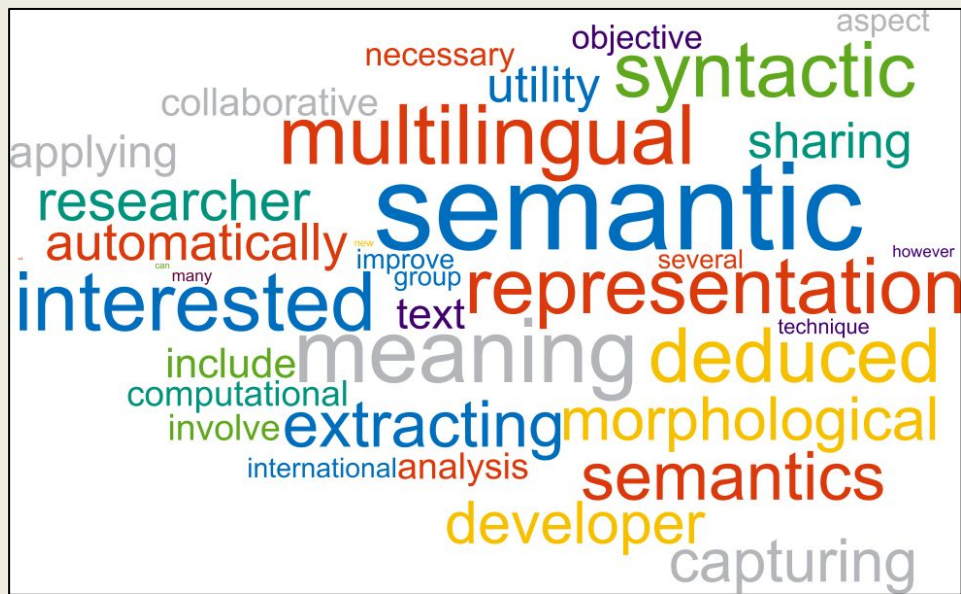 aspect
necessary objective
utility syntactic
collaborative
multilingual
applying sharing
researcher semantic
automatically new
improve several however
can many group
interested representation
text technique
meaning deduced
include
computational
involve extracting morphological
international analysis semantics
developer
capturing